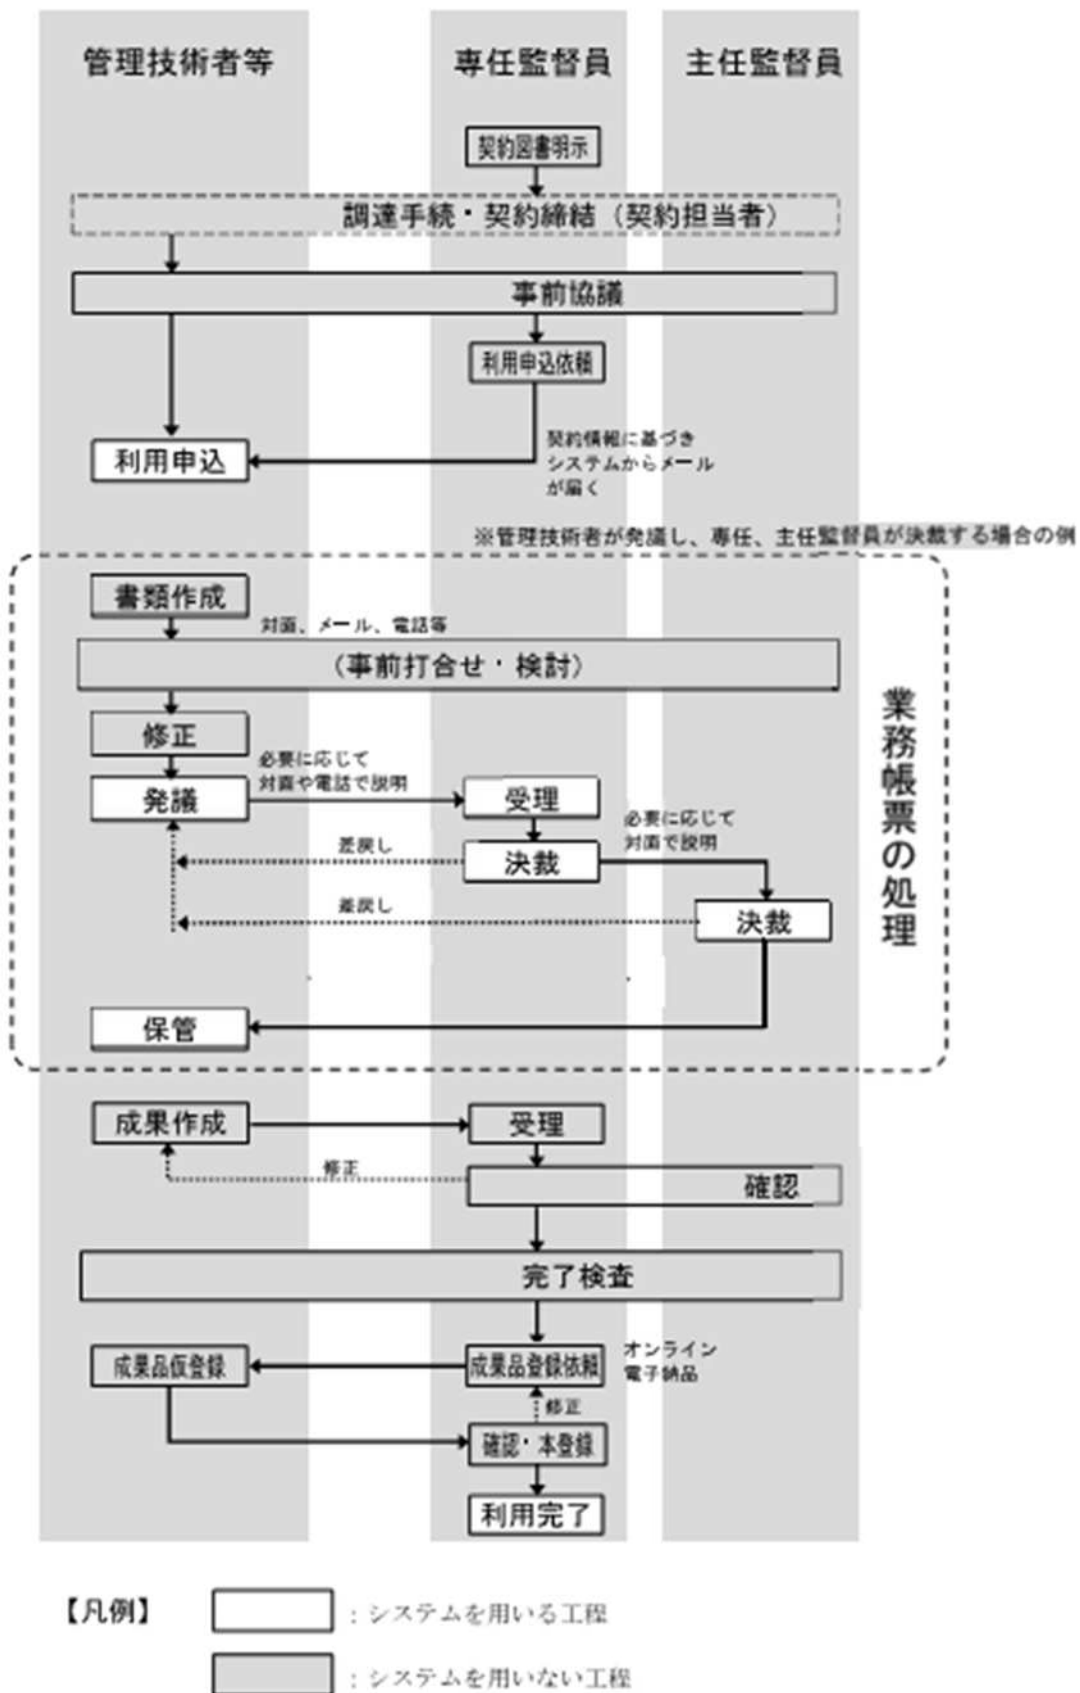 管理技術者等
専任監督員
主任監督員
契約図書明示
調達手続・契約締結（契約担当者）
事前協議
利用申込依頼
契約情報に基づき
システムからメール
が届く
利用申込
※管理技術者が発議し、専任、主任監督員が決裁する場合の例
書類作成
対面、メール、電話等
（事前打合せ・検討）
修正
必要に応じて
対面や電話で説明
発議
受理
必要に応じて
対面で説明
差戻し
決裁
差戻し
決裁
業務帳票の処理
保管
成果作成
受理
修正
確認
完了検査
成果品仮登録
成果品登録依頼
オンライン
電子納品
修正
確認・本登録
利用完了
【凡例】
：システムを用いる工程
：システムを用いない工程